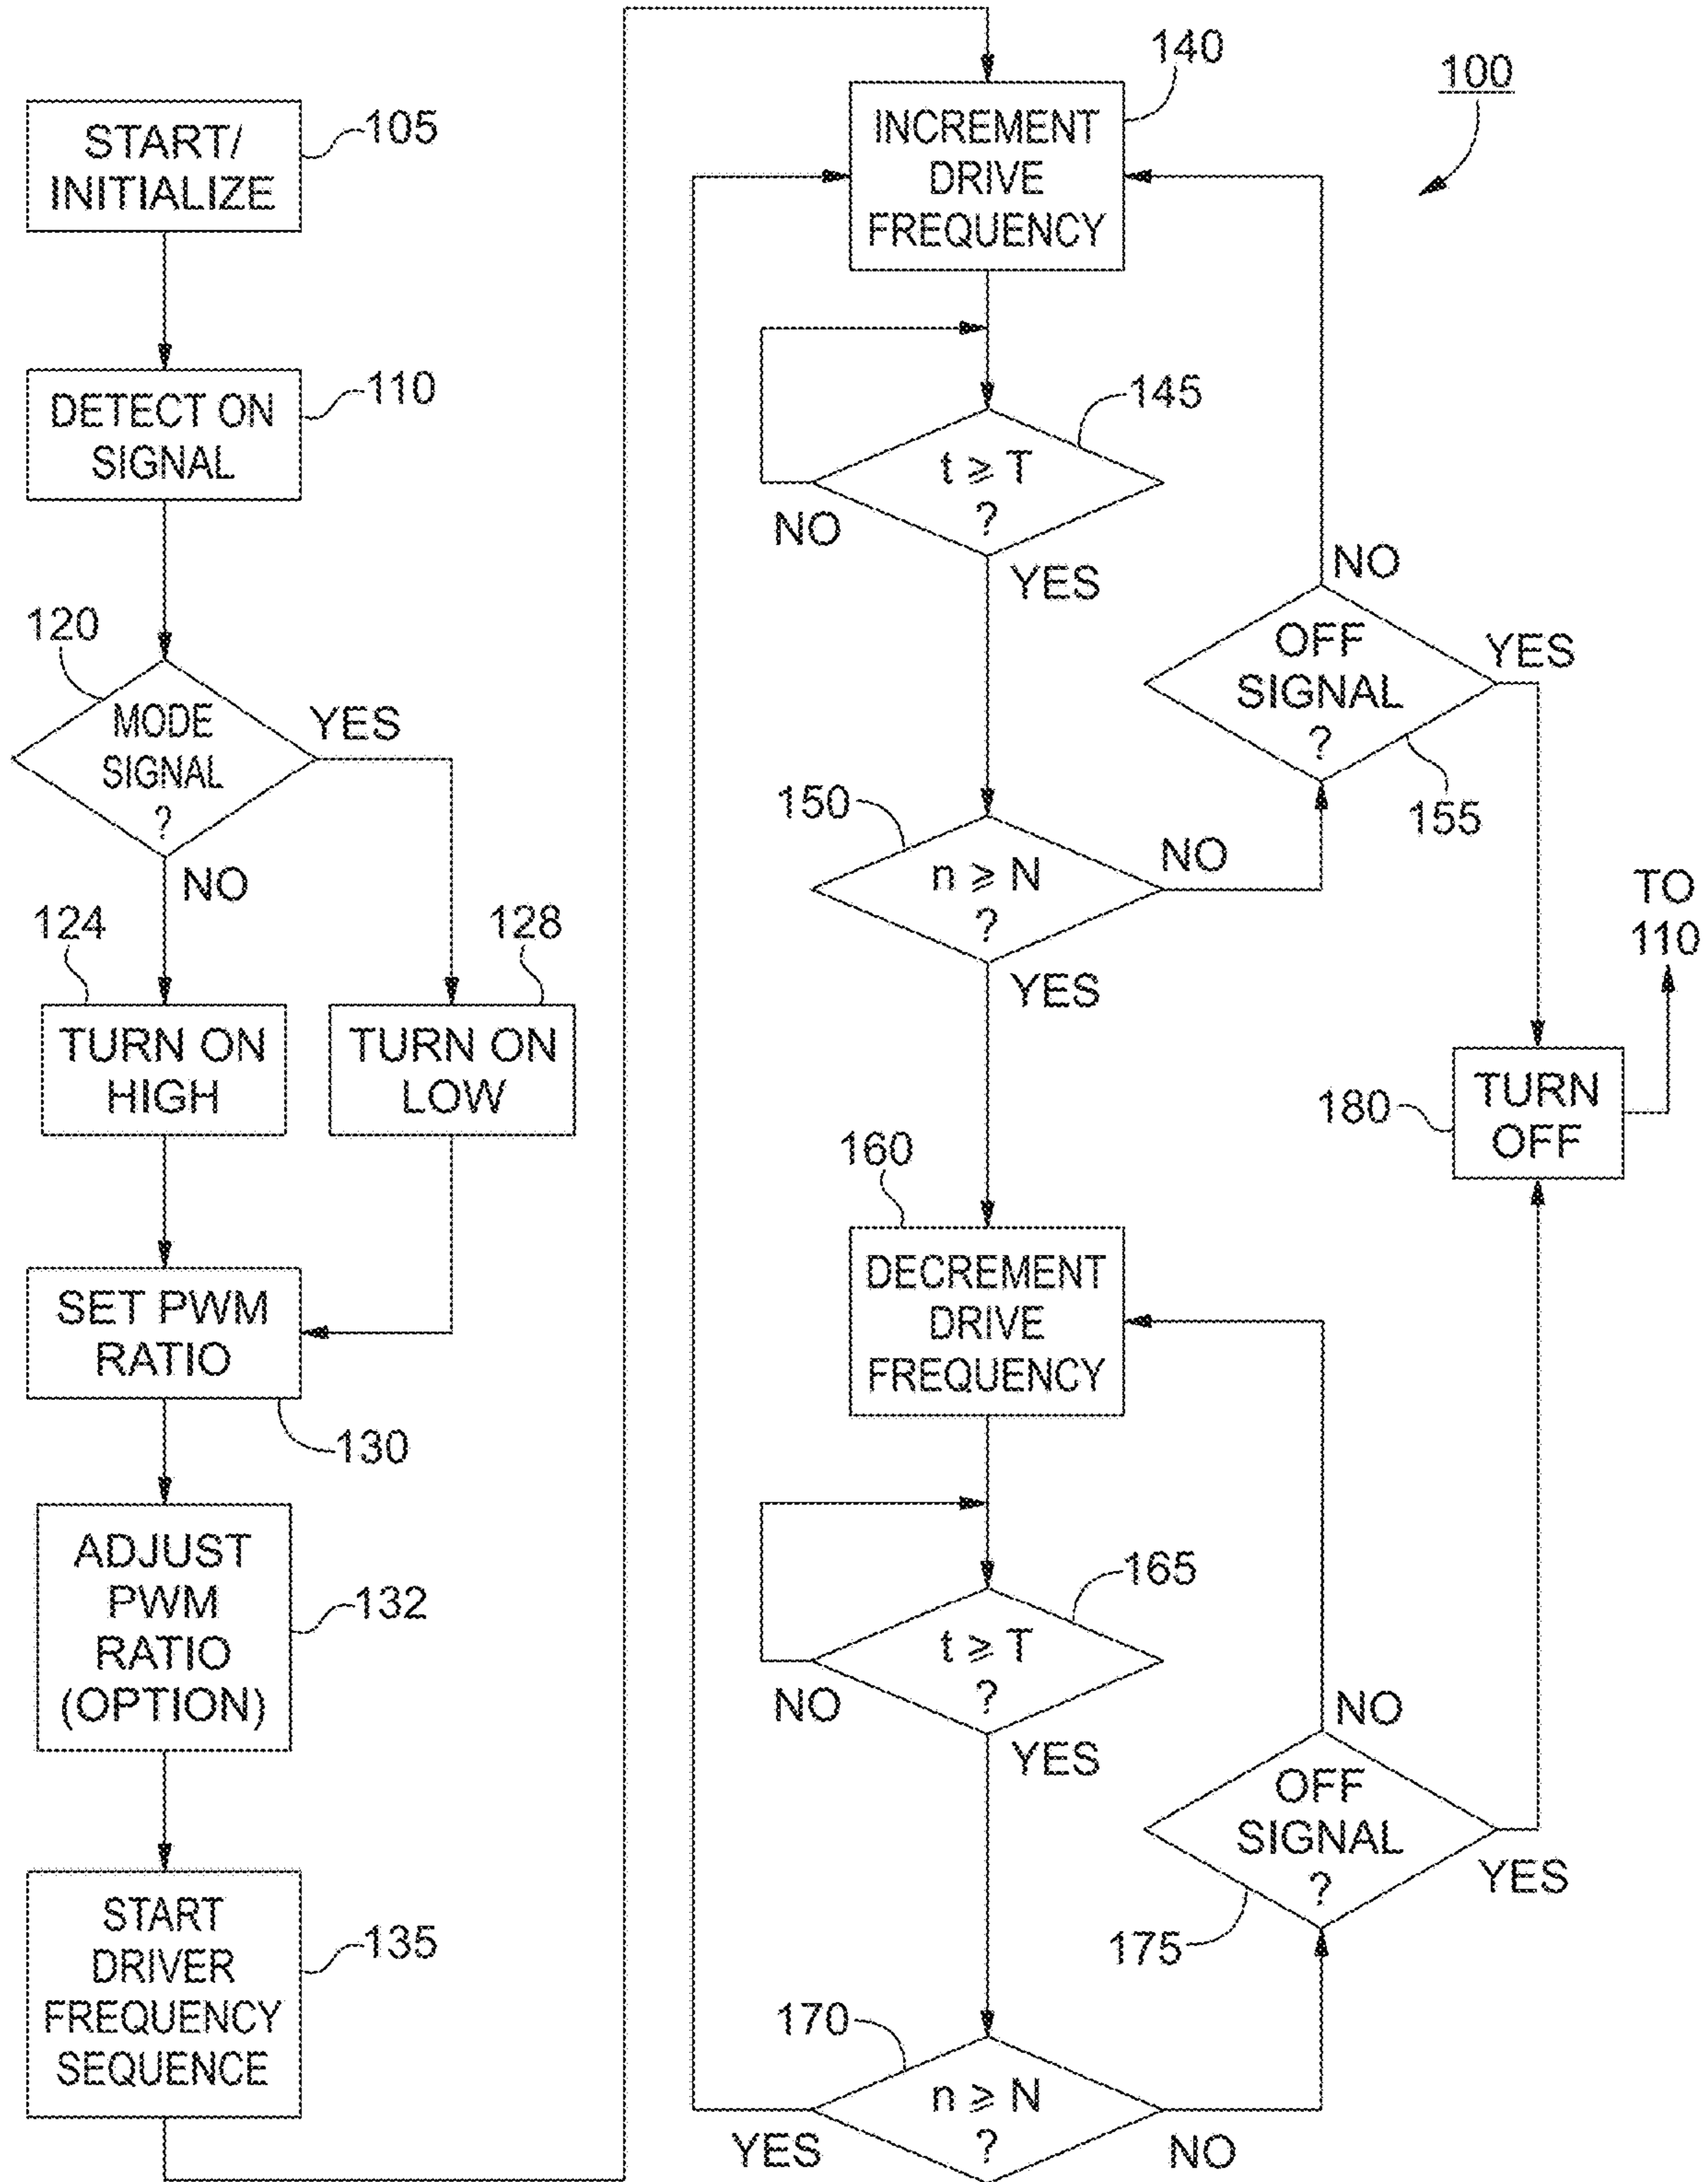 100
START/
INITIALIZE
105
DETECT ON
SIGNAL
110
120
MODE
SIGNAL
?
YES
NO
124
TURN ON
HIGH
128
TURN ON
LOW
SET PWM
RATIO
130
ADJUST
PWM
RATIO
(OPTION)
132
START
DRIVER
FREQUENCY
SEQUENCE
135
140
INCREMENT
DRIVE
FREQUENCY
145
t ⩾ T
?
NO
YES
150
n ⩾ N
?
NO
YES
NO
OFF
SIGNAL
?
YES
155
TO
110
180
TURN
OFF
160
DECREMENT
DRIVE
FREQUENCY
165
t ⩾ T
?
NO
YES
NO
OFF
SIGNAL
?
YES
175
170
n ⩾ N
?
YES
NO